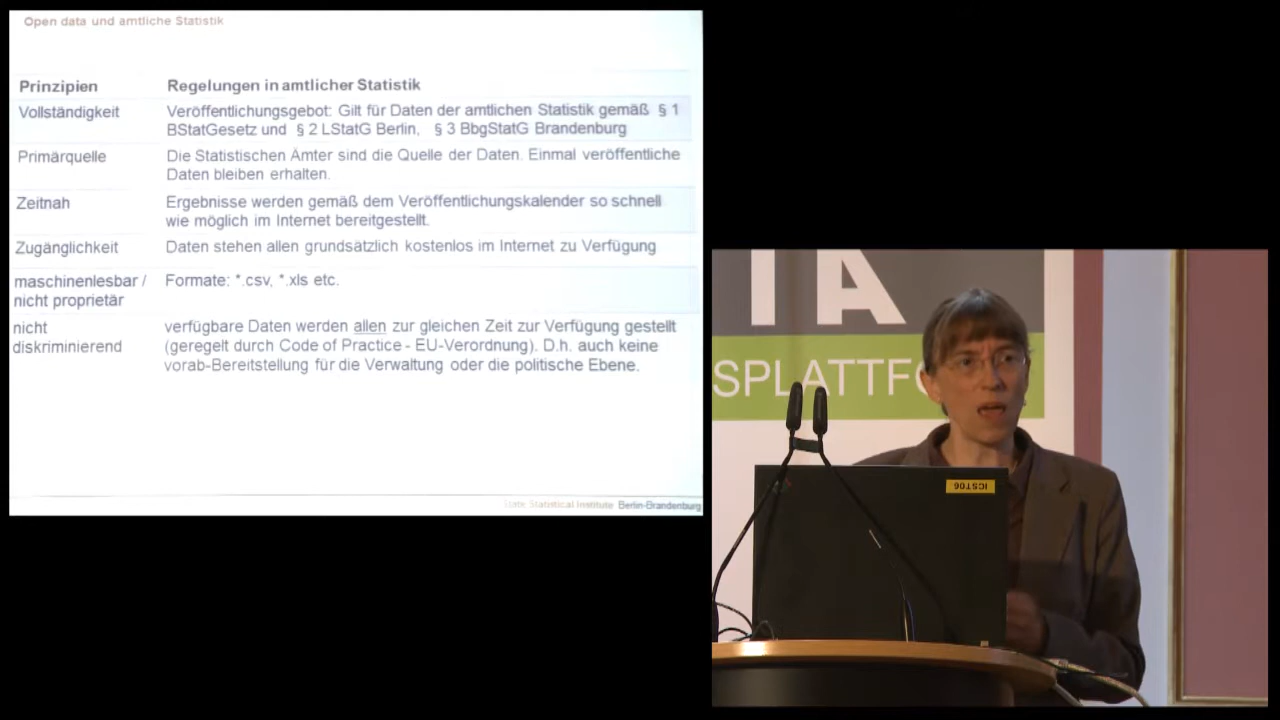 Open data und amtliche Statistik
Prinzipien Regelungen in amtlicher Statistik
Vollständigkeit Veröffentlichungsgebot: Gilt für Daten der amtlichen Statistik gemäß § 1
BStatGesetz und § 2 LStatG Berlin, § 3 BbgStatG Brandenburg
Primärquelle Die Statistischen Ämter sind die Quelle der Daten. Einmal veröffentliche
Daten bleiben erhalten.
Zeitnah Ergebnisse werden gemäß dem Veröffentlichungskalender so schnell
wie möglich im Internet bereitgestellt.
Zugänglichkeit Daten stehen allen grundsätzlich kostenlos im Internet zu Verfügung
maschinenlesbar / Formate: *.csv, *.xls etc.
nicht proprietär
nicht verfügbare Daten werden allen zur gleichen Zeit zur Verfügung gestellt
diskriminierend (geregelt durch Code of Practice - EU-Verordnung). D.h. auch keine
vorab-Bereitstellung für die Verwaltung oder die politische Ebene.
State Statistical Institute Berlin-Brandenburg
TA
SPLATTFO
ICST06